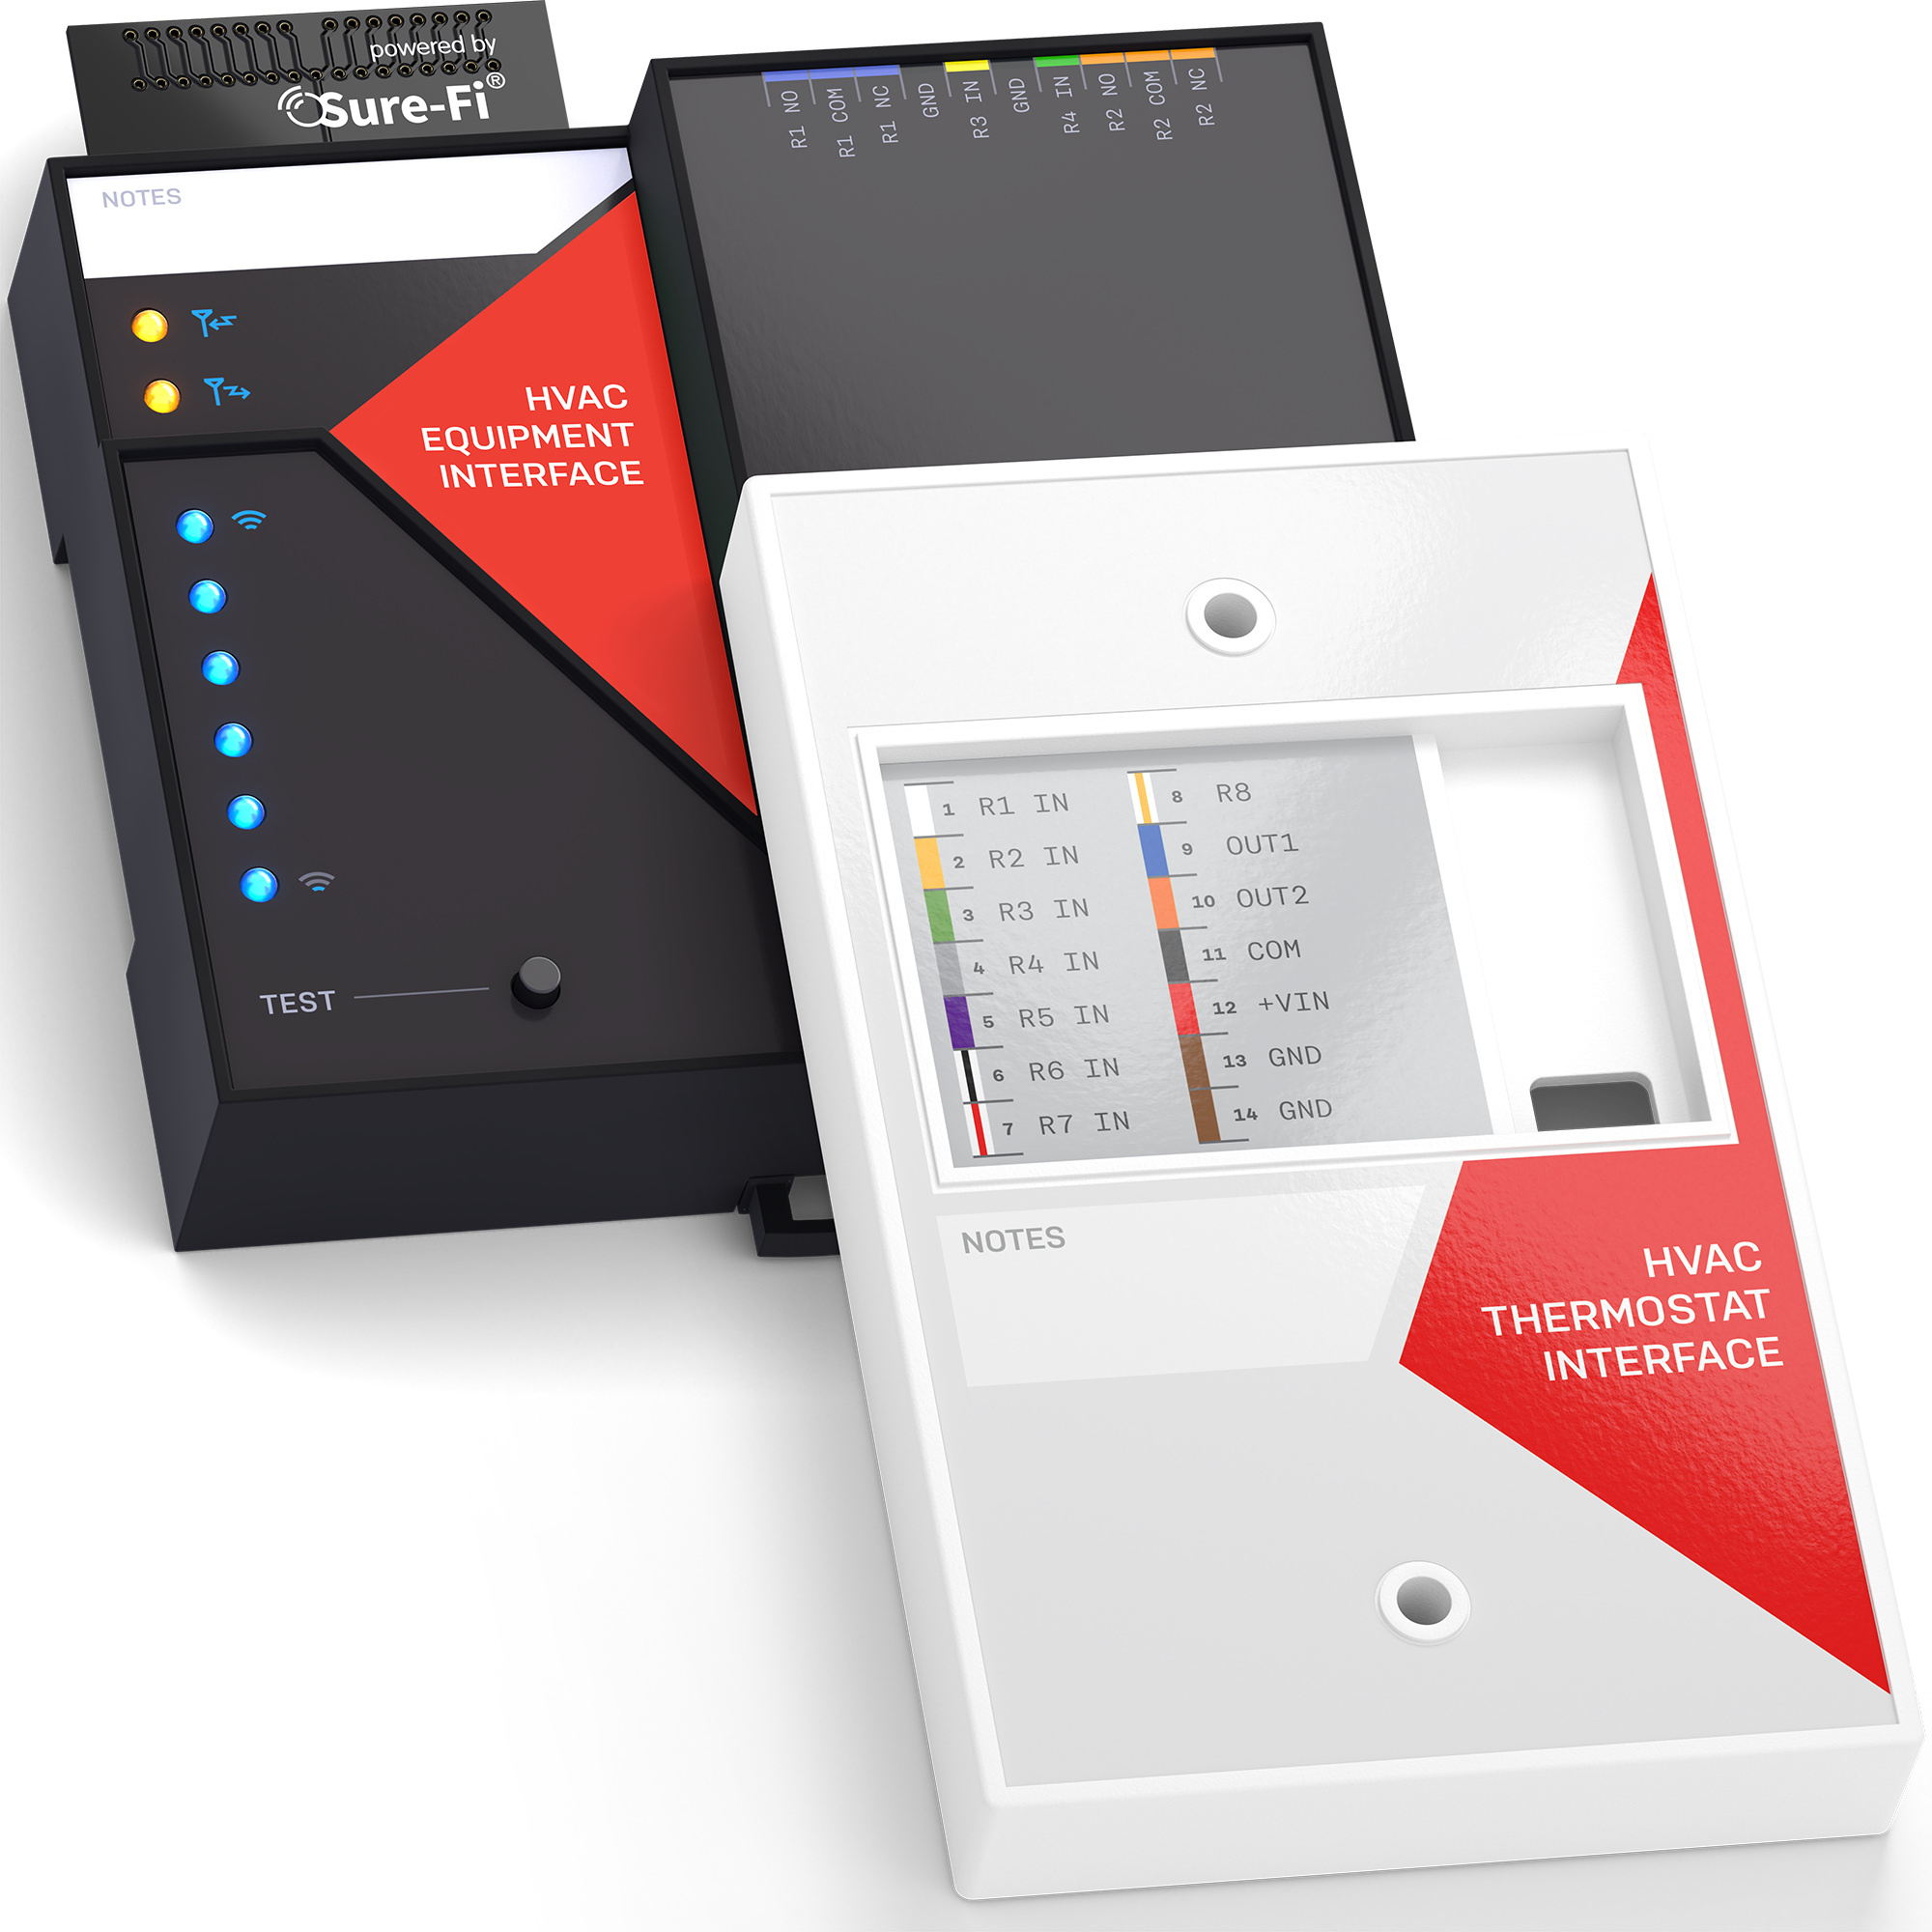 powered by
Sure-Fi®
NOTES
HVAC
EQUIPMENT
INTERFACE
TEST
R1 NO
R1 COM
R1 NC
GND
R3 IN
GND
R4 IN
R2 NO
R2 COM
R2 NC
1 R1 IN
2 R2 IN
3 R3 IN
4 R4 IN
5 R5 IN
6 R6 IN
7 R7 IN
8 R8
9 OUT1
10 OUT2
11 COM
12 +VIN
13 GND
14 GND
NOTES
HVAC
THERMOSTAT
INTERFACE